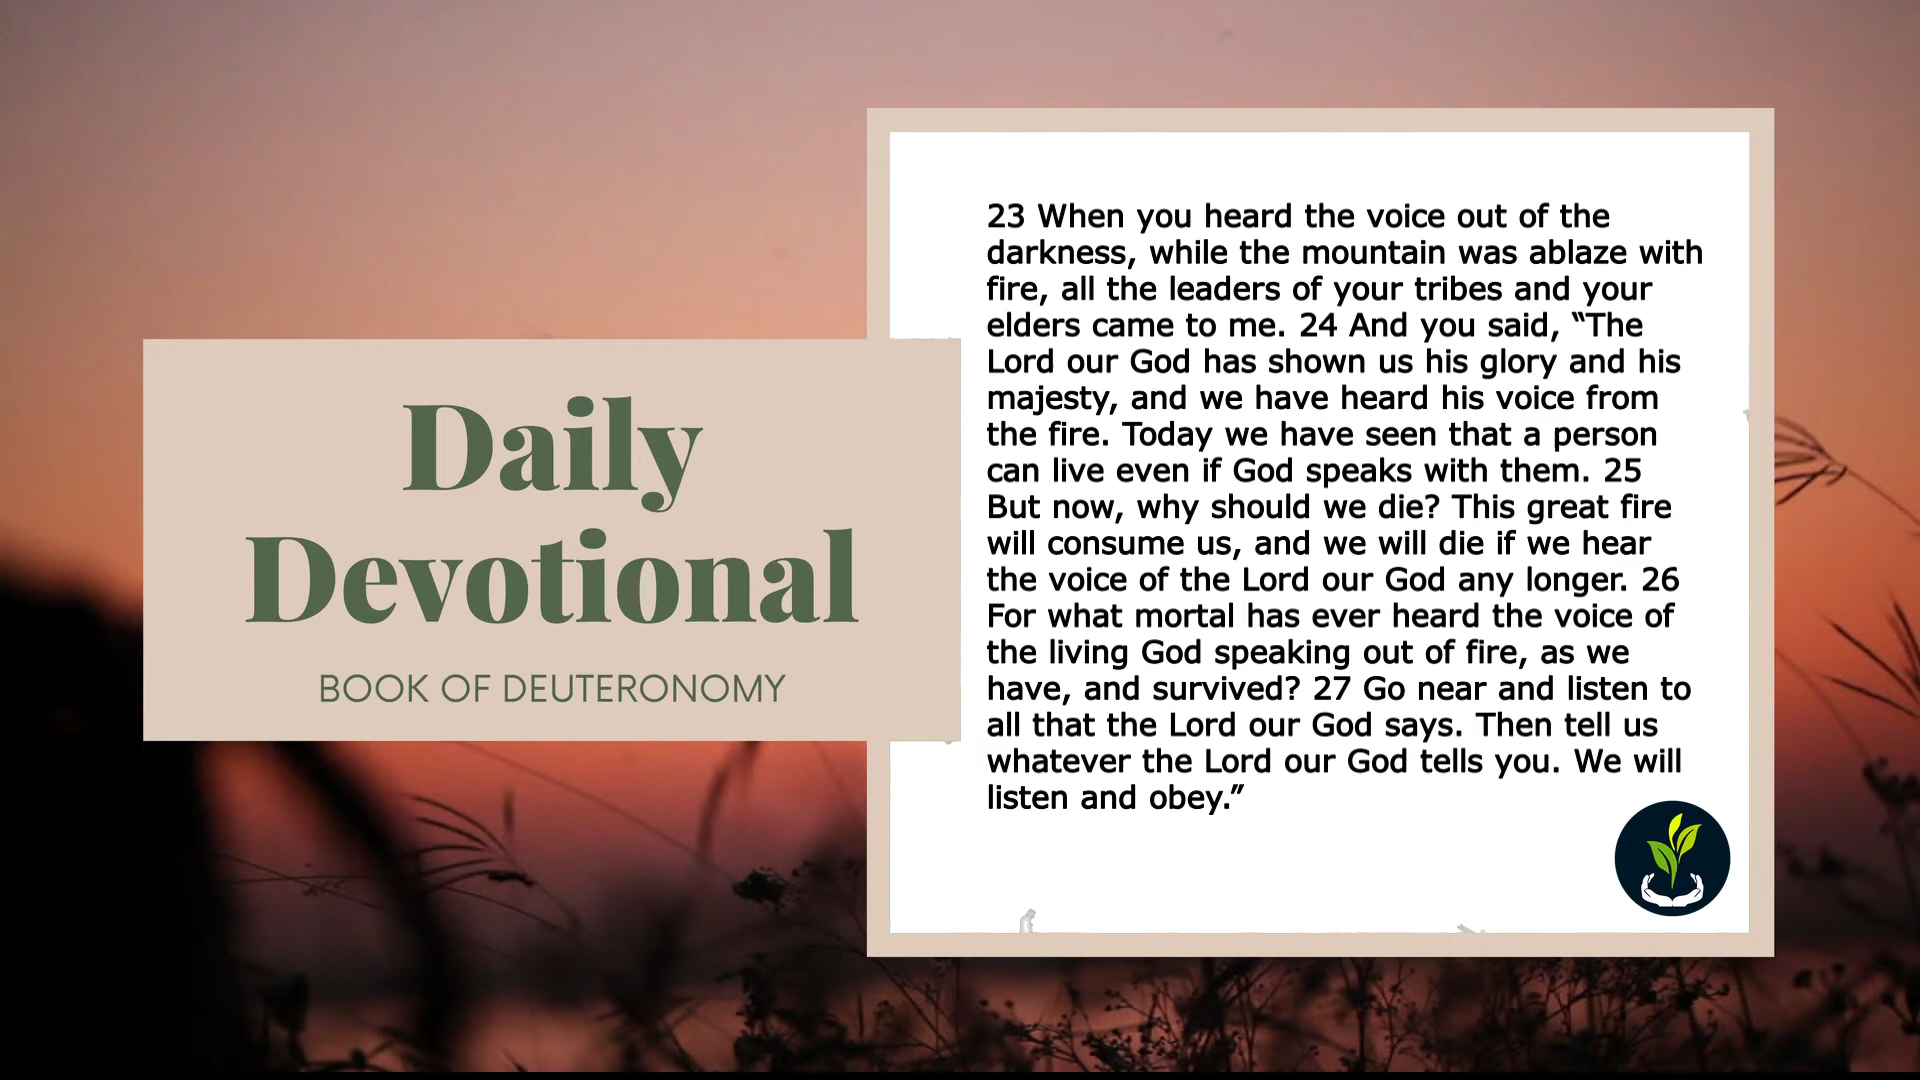 Daily
Devotional
BOOK OF DEUTERONOMY
23 When you heard the voice out of the
darkness, while the mountain was ablaze with
fire, all the leaders of your tribes and your
elders came to me. 24 And you said, “The
Lord our God has shown us his glory and his
majesty, and we have heard his voice from
the fire. Today we have seen that a person
can live even if God speaks with them. 25
But now, why should we die? This great fire
will consume us, and we will die if we hear
the voice of the Lord our God any longer. 26
For what mortal has ever heard the voice of
the living God speaking out of fire, as we
have, and survived? 27 Go near and listen to
all that the Lord our God says. Then tell us
whatever the Lord our God tells you. We will
listen and obey.”